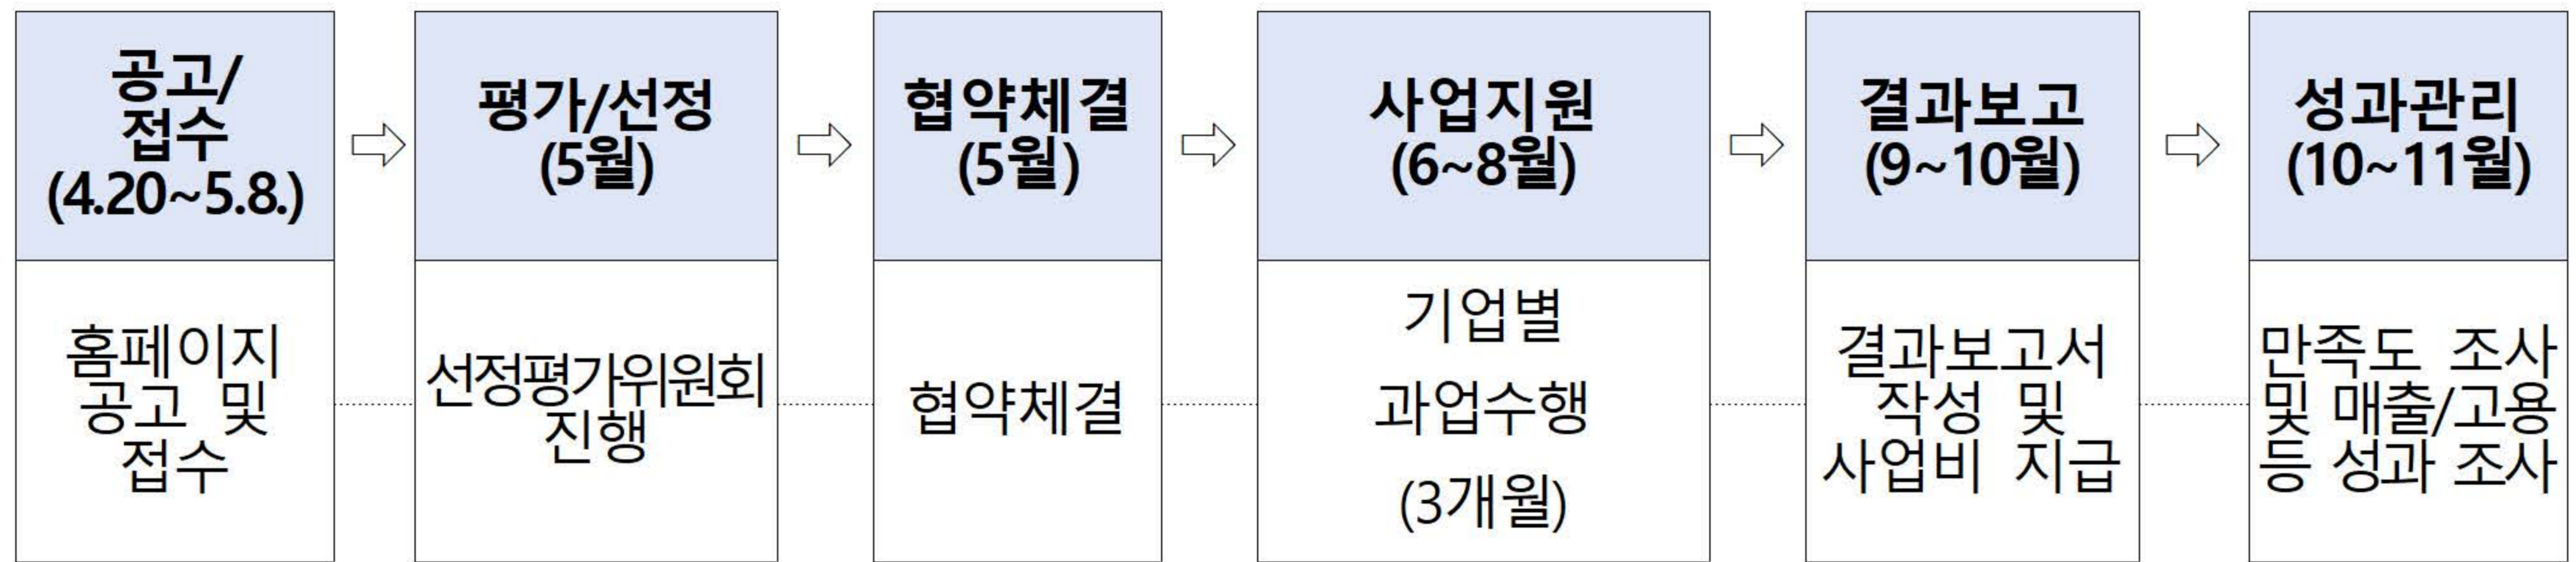 공고/
접수
(4.20~5.8.)
평가/선정
(5월)
협약체결
(5월)
사업지원
(6~8월)
결과보고
(9~10월)
성과관리
(10~11월)
홈페이지
공고 및
접수
선정평가위원회
진행
협약체결
기업별
과업수행
(3개월)
결과보고서
작성 및
사업비 지급
만족도 조사
및 매출/고용
등 성과 조사